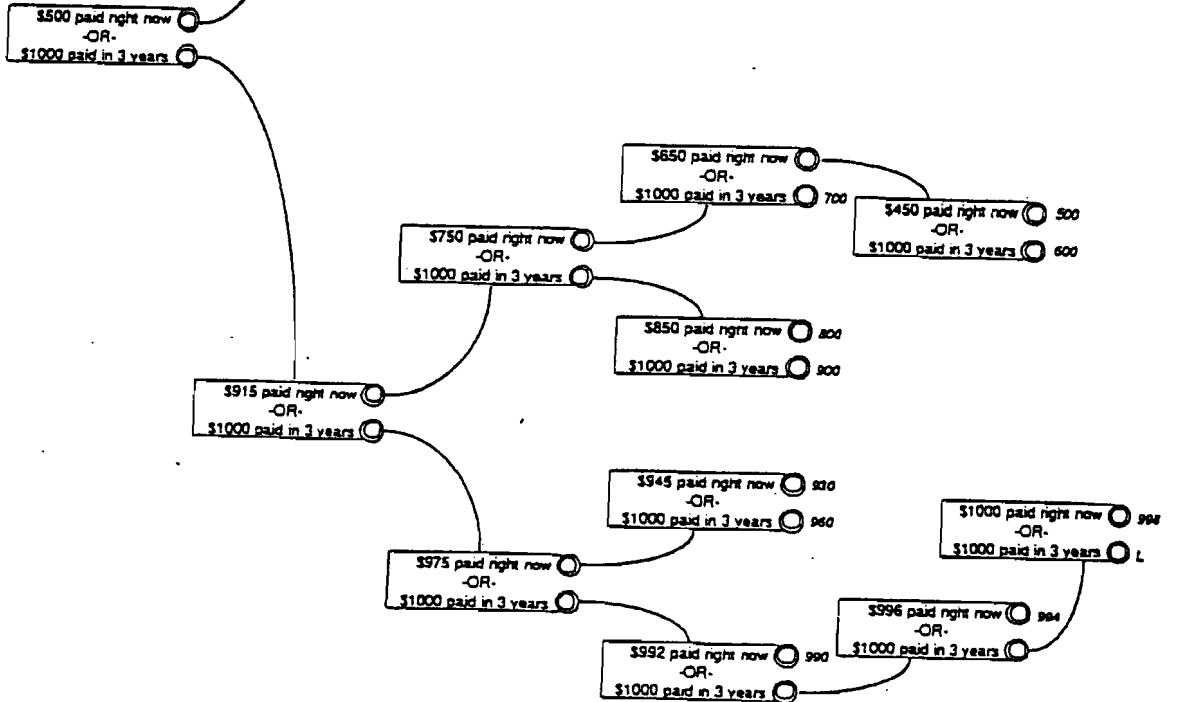 $500 paid right now
-OR-
$1000 paid in 3 years
$650 paid right now
-OR-
$1000 paid in 3 years 700
$450 paid right now 500
-OR-
$1000 paid in 3 years 600
$750 paid right now
-OR-
$1000 paid in 3 years
$850 paid right now 800
-OR-
$1000 paid in 3 years 900
$915 paid right now
-OR-
$1000 paid in 3 years
$945 paid right now 930
-OR-
$1000 paid in 3 years 960
$1000 paid right now 998
-OR-
$1000 paid in 3 years L
$975 paid right now
-OR-
$1000 paid in 3 years
$996 paid right now 994
-OR-
$1000 paid in 3 years
$992 paid right now 990
-OR-
$1000 paid in 3 years